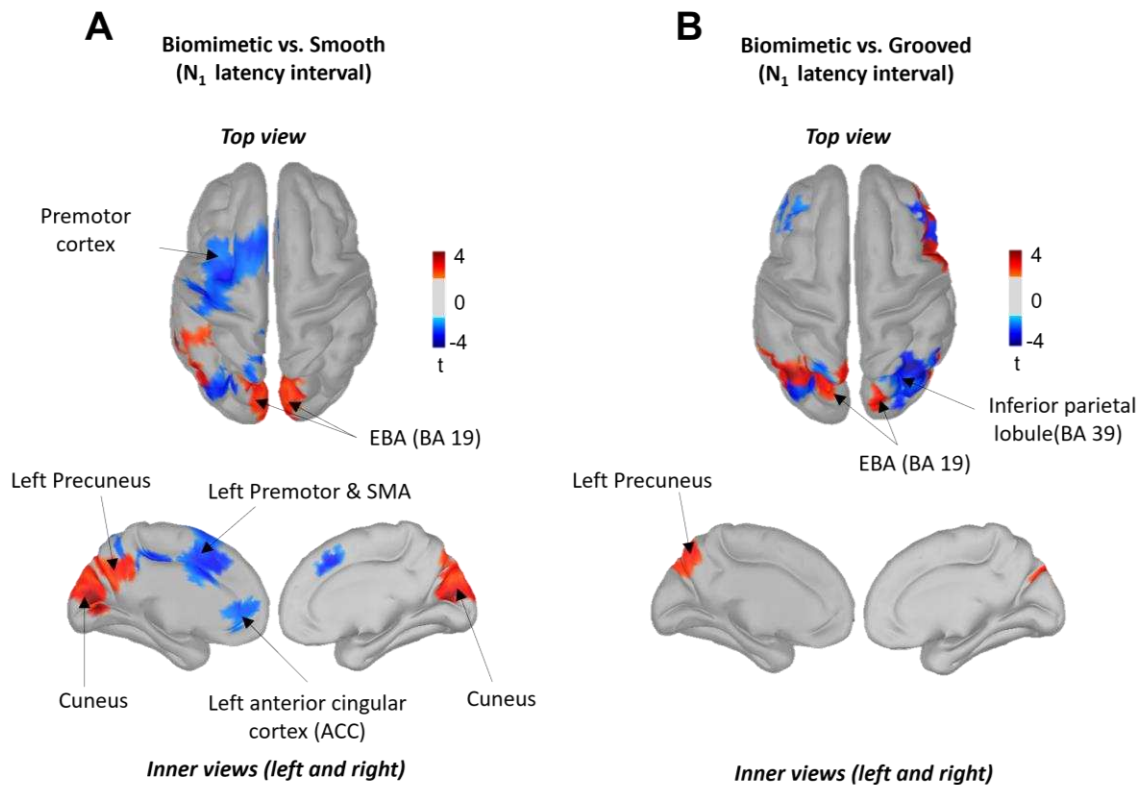 A
Biomimetic vs. Smooth
(N1 latency interval)
Top view
Premotor
cortex
4
0
-4
t
EBA (BA 19)
Left Precuneus
Left Premotor & SMA
Cuneus
Left anterior cingular
cortex (ACC)
Cuneus
Inner views (left and right)
B
Biomimetic vs. Grooved
(N1 latency interval)
Top view
4
0
-4
t
Inferior parietal
lobule(BA 39)
EBA (BA 19)
Left Precuneus
Inner views (left and right)